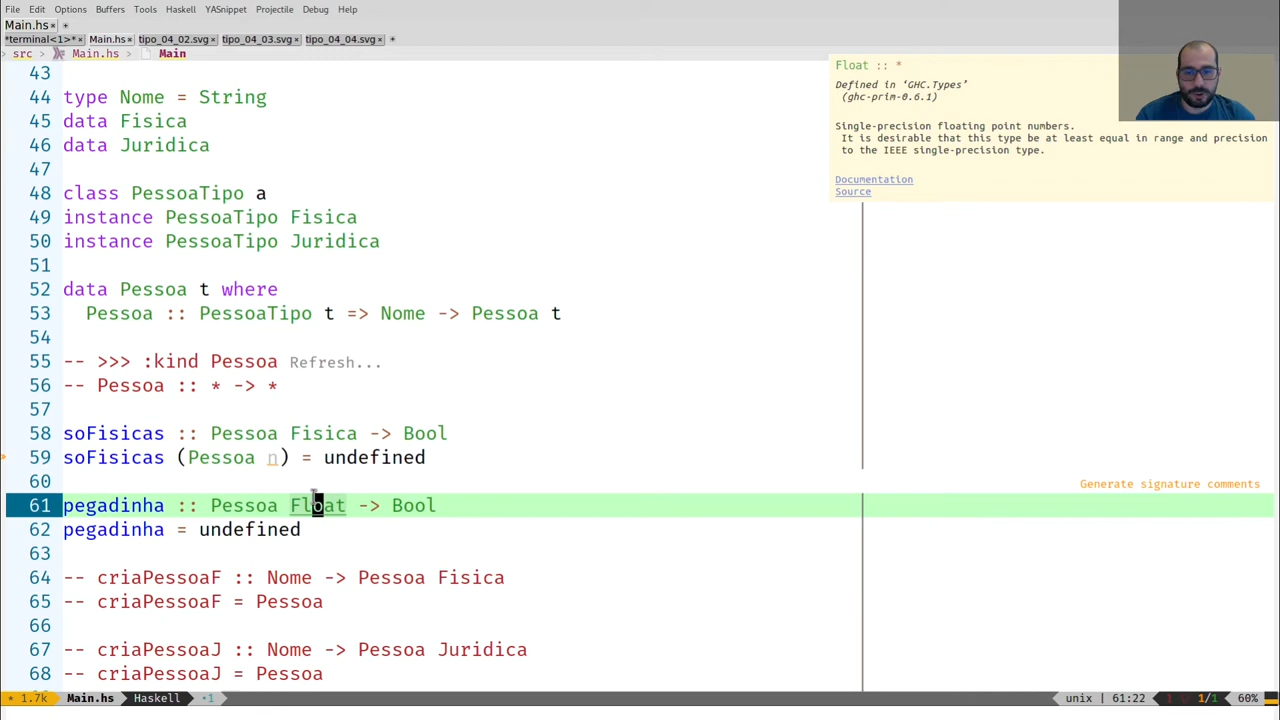 File Edit Options Buffers Tools Haskell YASnippet Projectile Debug Help
Main.hs × +
*terminal<1>* × Main.hs × tipo_04_02.svg × tipo_04_03.svg × tipo_04_04.svg × +
> src > Main.hs > Main
43
44 type Nome = String
45 data Fisica
46 data Juridica
47
48 class PessoaTipo a
49 instance PessoaTipo Fisica
50 instance PessoaTipo Juridica
51
52 data Pessoa t where
53   Pessoa :: PessoaTipo t => Nome -> Pessoa t
54
55 -- >>> :kind Pessoa Refresh...
56 -- Pessoa :: * -> *
57
58 soFisicas :: Pessoa Fisica -> Bool
59 soFisicas (Pessoa n) = undefined
60
61 pegadinha :: Pessoa Float -> Bool
62 pegadinha = undefined
63
64 -- criaPessoaF :: Nome -> Pessoa Fisica
65 -- criaPessoaF = Pessoa
66
67 -- criaPessoaJ :: Nome -> Pessoa Juridica
68 -- criaPessoaJ = Pessoa
Float :: *
Defined in ‘GHC.Types’
(ghc-prim-0.6.1)
Single-precision floating point numbers.
It is desirable that this type be at least equal in range and precision
to the IEEE single-precision type.
Documentation
Source
Generate signature comments
* 1.7k Main.hs Haskell •1 unix | 61:22 1 1/1 60%